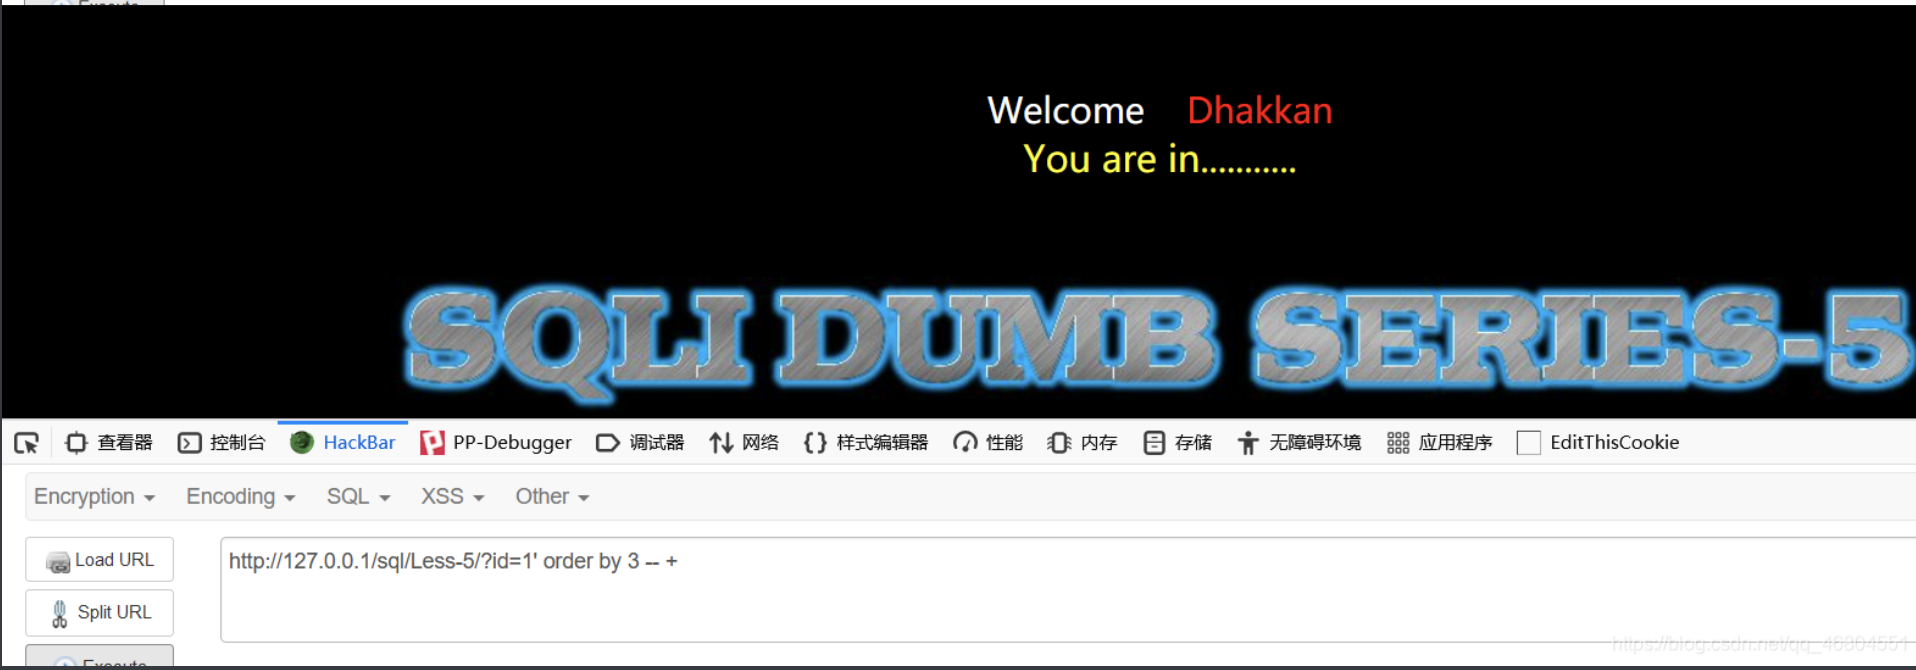 Execute
Welcome Dhakkan
You are in...........
SQLI DUMB SERIES-5
查看器 控制台 HackBar PP-Debugger 调试器 网络 样式编辑器 性能 内存 存储 无障碍环境 应用程序 EditThisCookie
Encryption Encoding SQL XSS Other
Load URL
http://127.0.0.1/sql/Less-5/?id=1' order by 3 -- +
Split URL
Execute
https://blog.csdn.net/qq_46804551